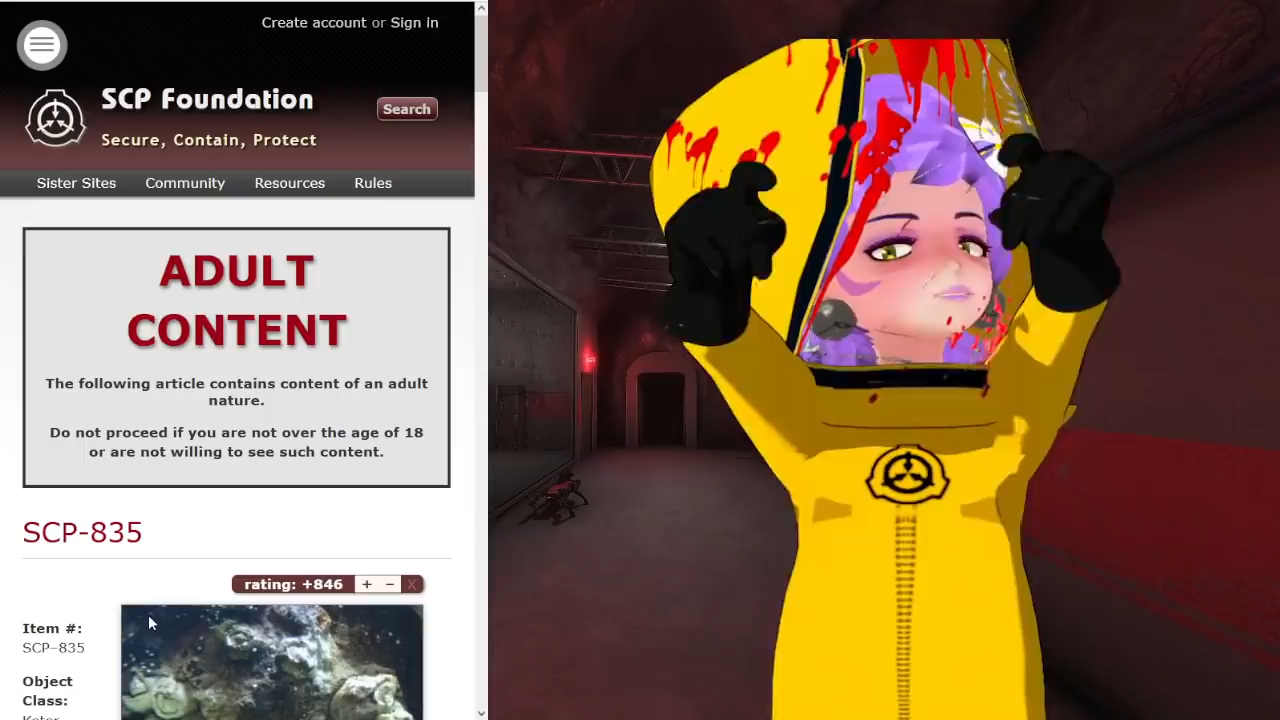 Create account or Sign in
SCP Foundation
Search
Secure, Contain, Protect
Sister Sites Community Resources Rules
ADULT
CONTENT
The following article contains content of an adult
nature.
Do not proceed if you are not over the age of 18
or are not willing to see such content.
SCP-835
rating: +846 + − X
Item #:
SCP-835
Object
Class:
Keter